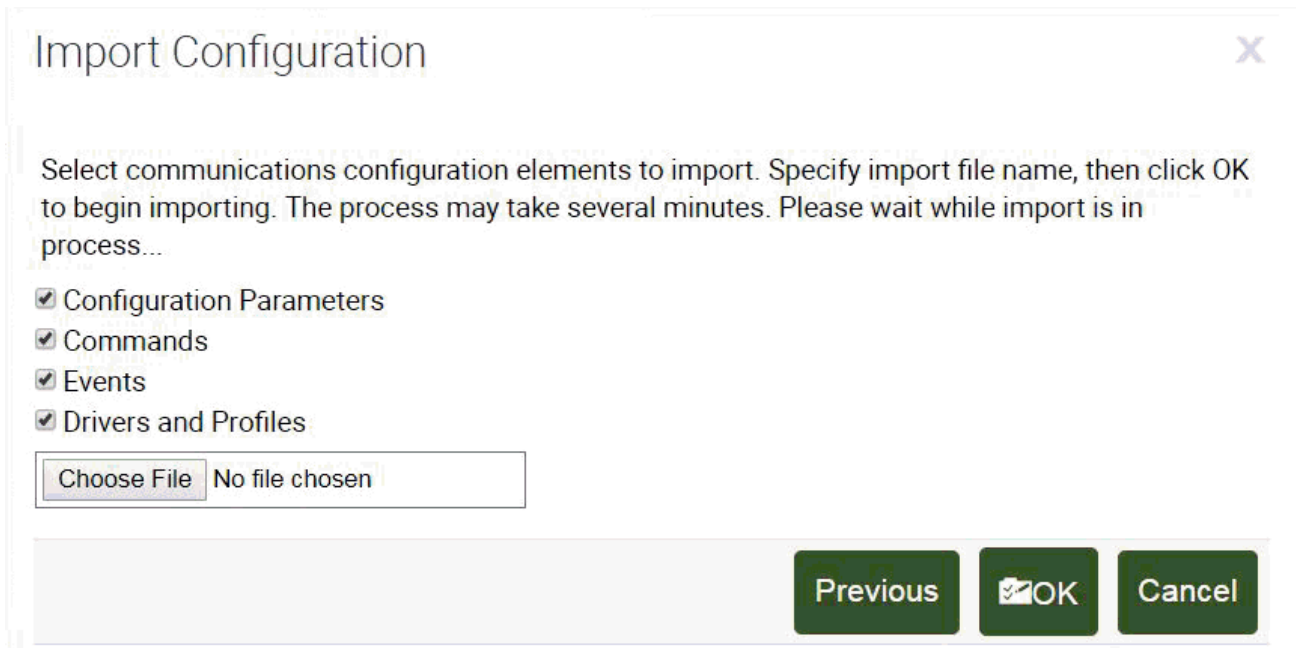 Import Configuration
X
Select communications configuration elements to import. Specify import file name, then click OK
to begin importing. The process may take several minutes. Please wait while import is in
process...
Configuration Parameters
Commands
Events
Drivers and Profiles
Choose File No file chosen
Previous OK Cancel